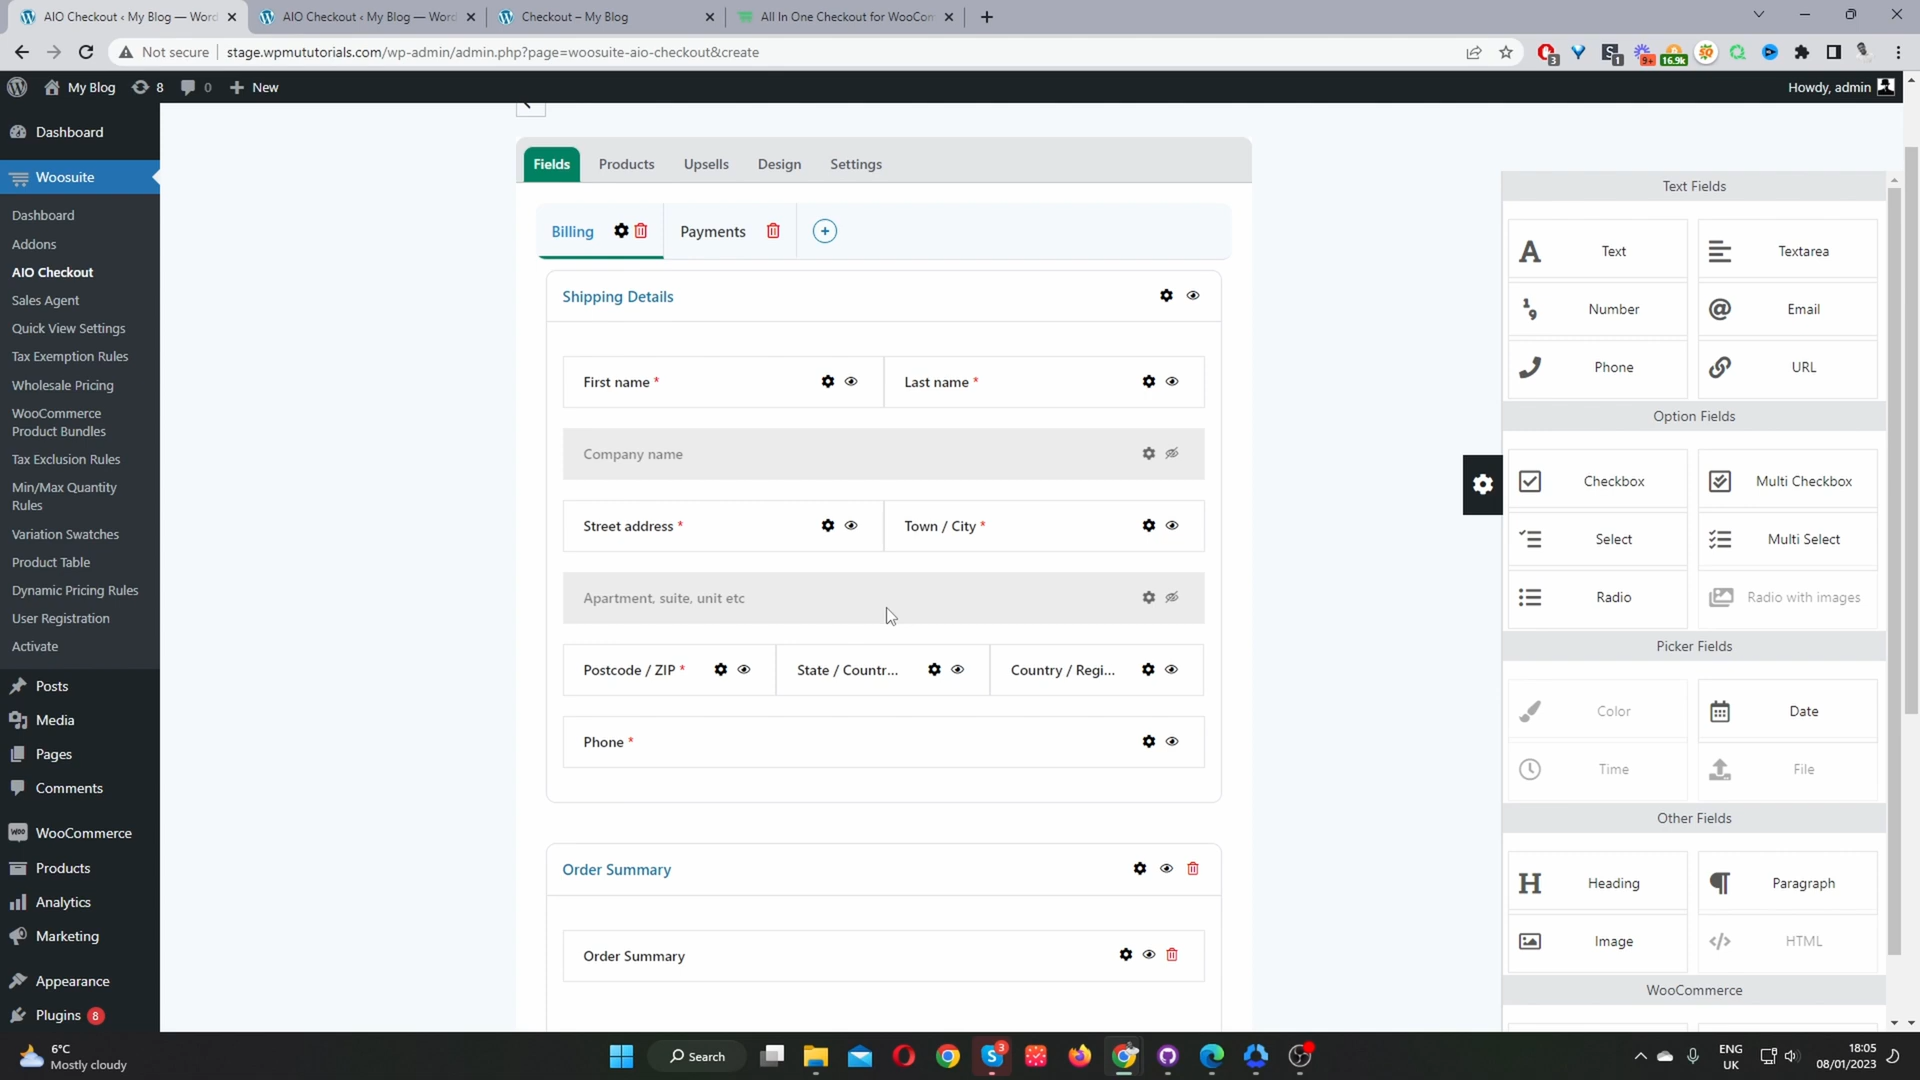 AIO Checkout ‹ My Blog — Word
AIO Checkout ‹ My Blog — Word
Checkout – My Blog
All In One Checkout for WooCom
Not secure
stage.wpmututorials.com/wp-admin/admin.php?page=woosuite-aio-checkout&create
3
1
9+
16.9k
My Blog
8
0
New
Howdy, admin
Dashboard
Woosuite
Dashboard
Addons
AIO Checkout
Sales Agent
Quick View Settings
Tax Exemption Rules
Wholesale Pricing
WooCommerce
Product Bundles
Tax Exclusion Rules
Min/Max Quantity
Rules
Variation Swatches
Product Table
Dynamic Pricing Rules
User Registration
Activate
Posts
Media
Pages
Comments
WooCommerce
Products
Analytics
Marketing
Appearance
Plugins 8
Fields
Products
Upsells
Design
Settings
Billing
Payments
Shipping Details
First name *
Last name *
Company name
Street address *
Town / City *
Apartment, suite, unit etc
Postcode / ZIP *
State / Countr...
Country / Regi...
Phone *
Order Summary
Order Summary
Text Fields
Text
Textarea
Number
Email
Phone
URL
Option Fields
Checkbox
Multi Checkbox
Select
Multi Select
Radio
Radio with images
Picker Fields
Color
Date
Time
File
Other Fields
Heading
Paragraph
Image
HTML
WooCommerce
6°C
Mostly cloudy
Search
3
ENG
UK
18:05
08/01/2023